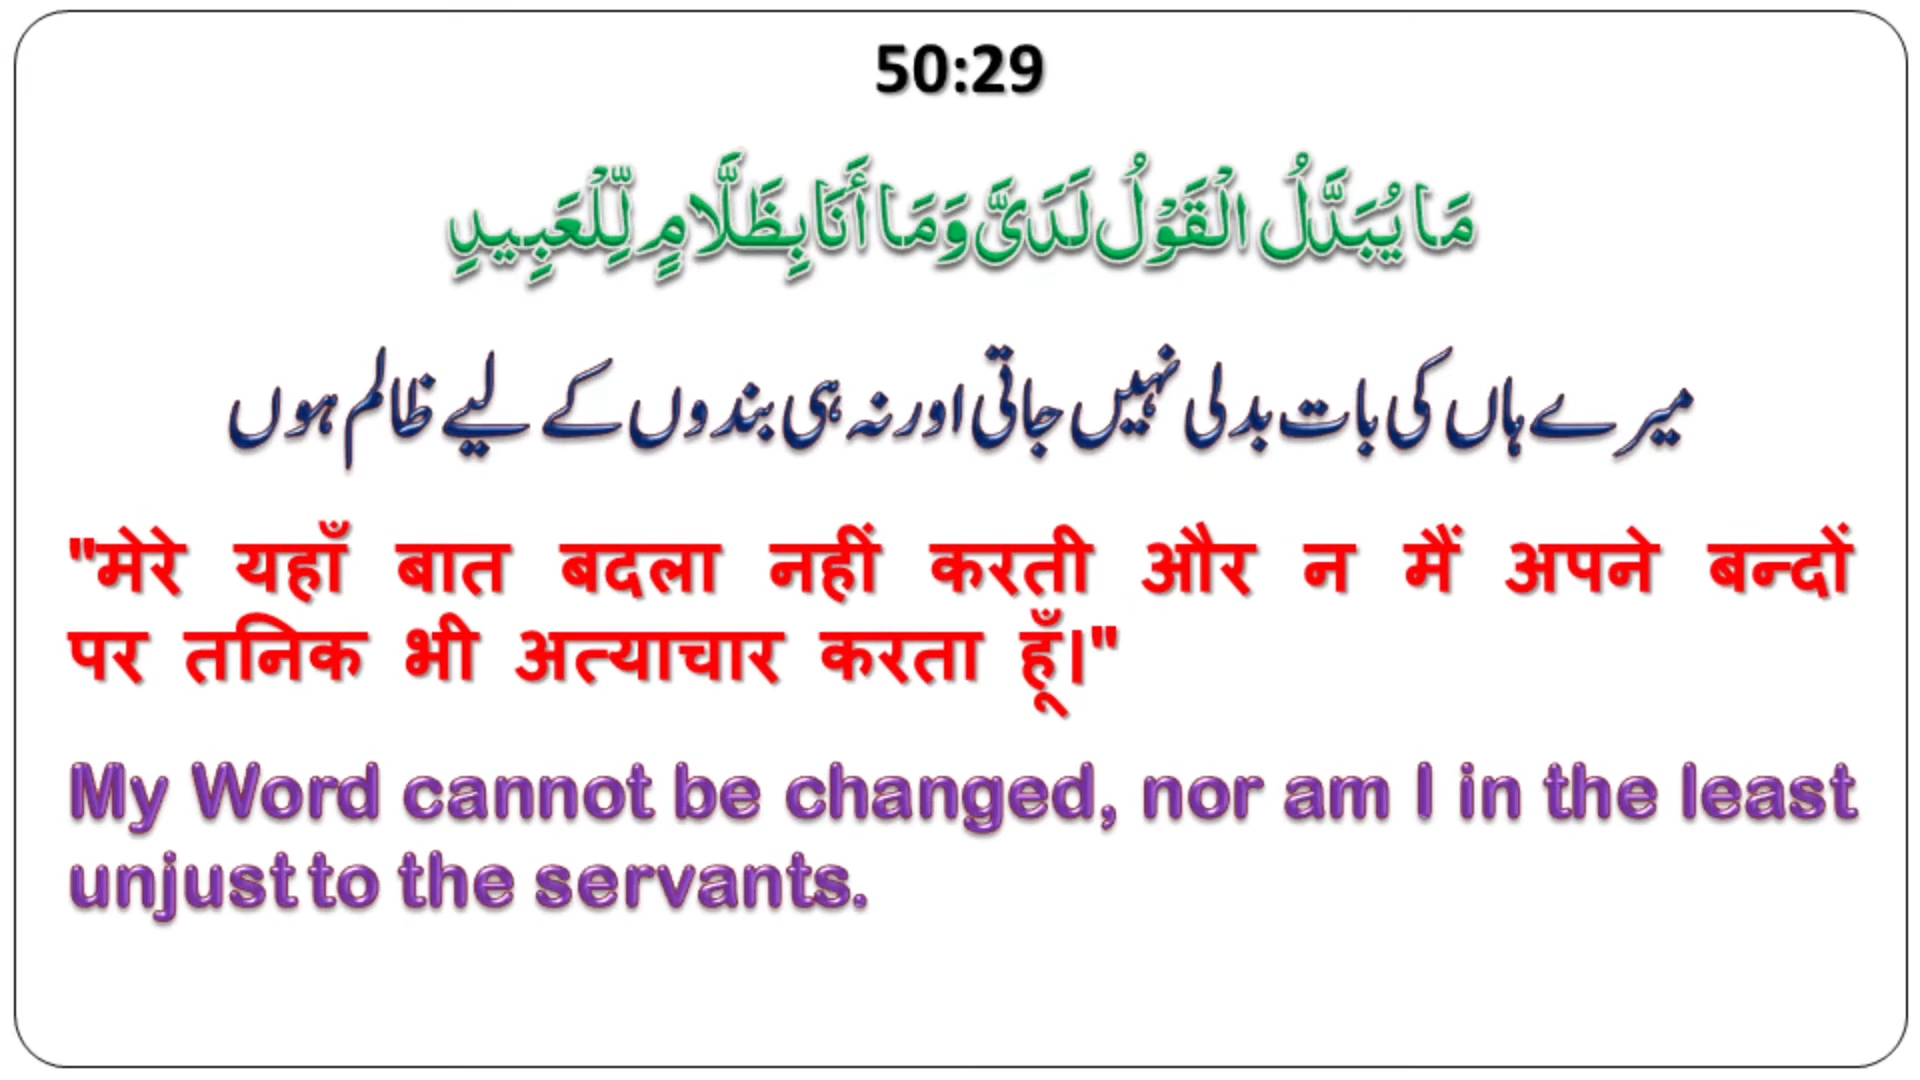 50:29
مَا يُبَدَّلُ الْقَوْلُ لَدَىَّ وَمَا أَنَا بِظَلَّامٍ لِّلْعَبِيدِ
میرے ہاں کی بات بدلی نہیں جاتی اور نہ ہی بندوں کے لیے ظالم ہوں
"मेरे यहाँ बात बदला नहीं करती और न मैं अपने बन्दों
पर तनिक भी अत्याचार करता हूँ।"
My Word cannot be changed, nor am I in the least
unjust to the servants.